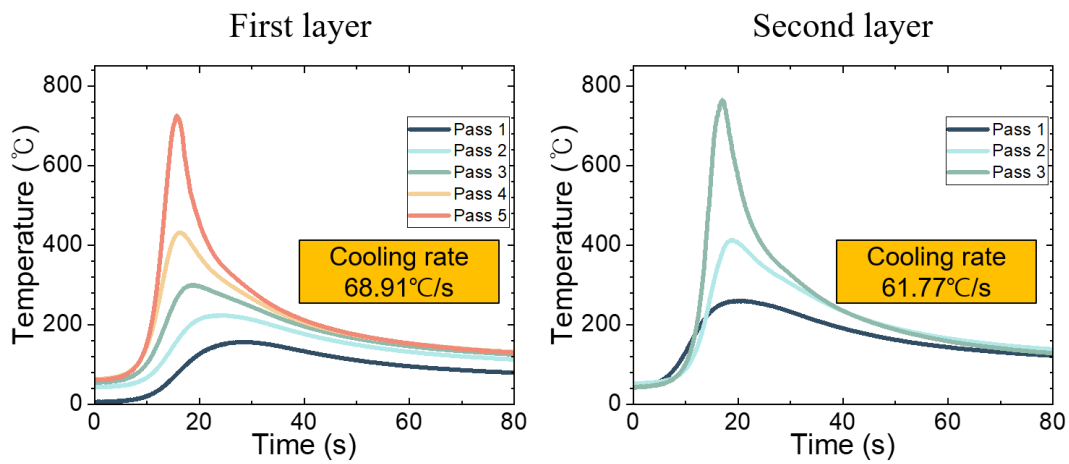 First layer
Second layer
800
600
400
200
0
0
20
40
60
80
Temperature (℃)
Time (s)
Pass 1
Pass 2
Pass 3
Pass 4
Pass 5
Cooling rate
68.91℃/s
800
600
400
200
0
0
20
40
60
80
Temperature (℃)
Time (s)
Pass 1
Pass 2
Pass 3
Cooling rate
61.77℃/s